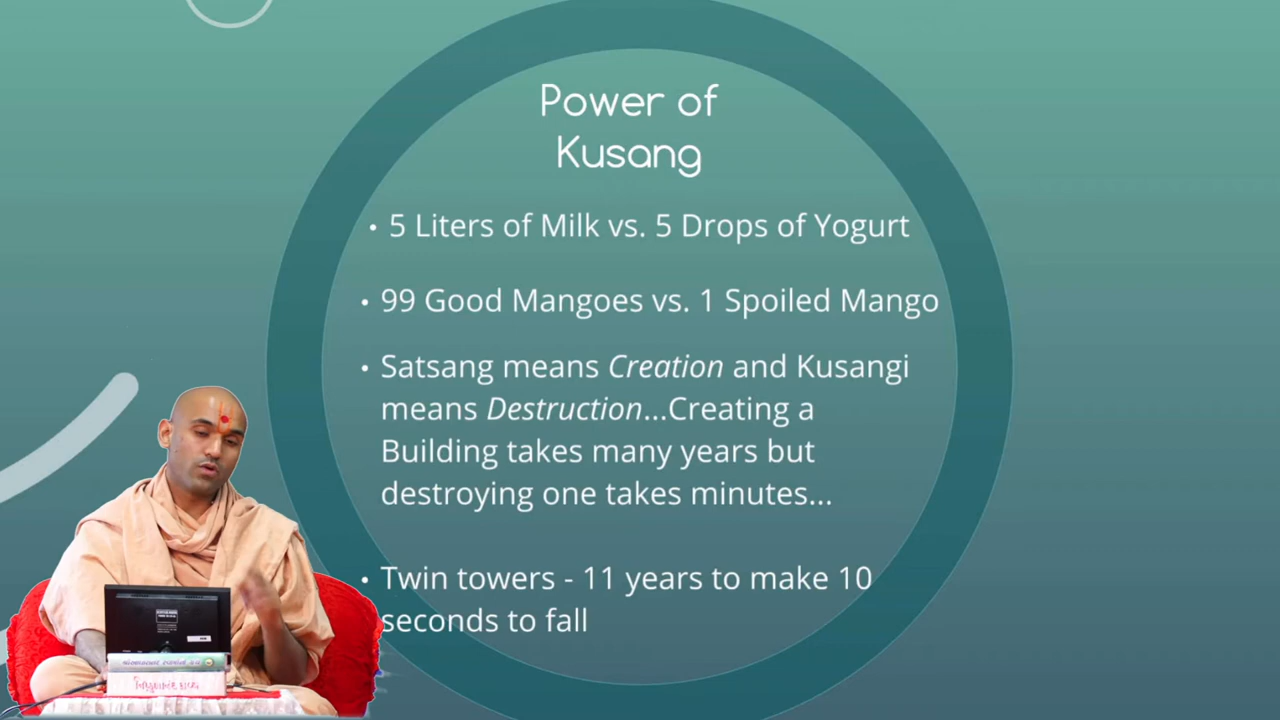 Power of
Kusang
• 5 Liters of Milk vs. 5 Drops of Yogurt
• 99 Good Mangoes vs. 1 Spoiled Mango
• Satsang means Creation and Kusangi
means Destruction...Creating a
Building takes many years but
destroying one takes minutes...
• Twin towers - 11 years to make 10
seconds to fall